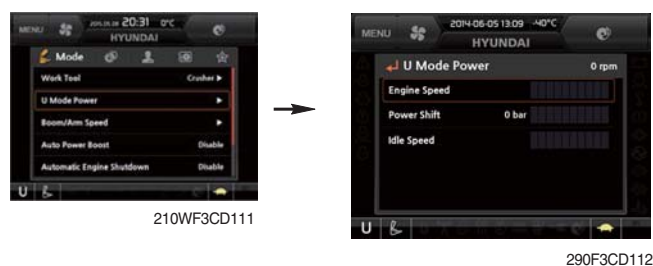 MENU 20:31 0°C
HYUNDAI
Mode
Work Tool Crusher ▶
U Mode Power ▶
Boom/Arm Speed ▶
Auto Power Boost Disable
Automatic Engine Shutdown Disable
U
210WF3CD111
MENU 2014-06-05 13:09 -40°C
HYUNDAI
U Mode Power 0 rpm
Engine Speed
Power Shift 0 bar
Idle Speed
U
290F3CD112